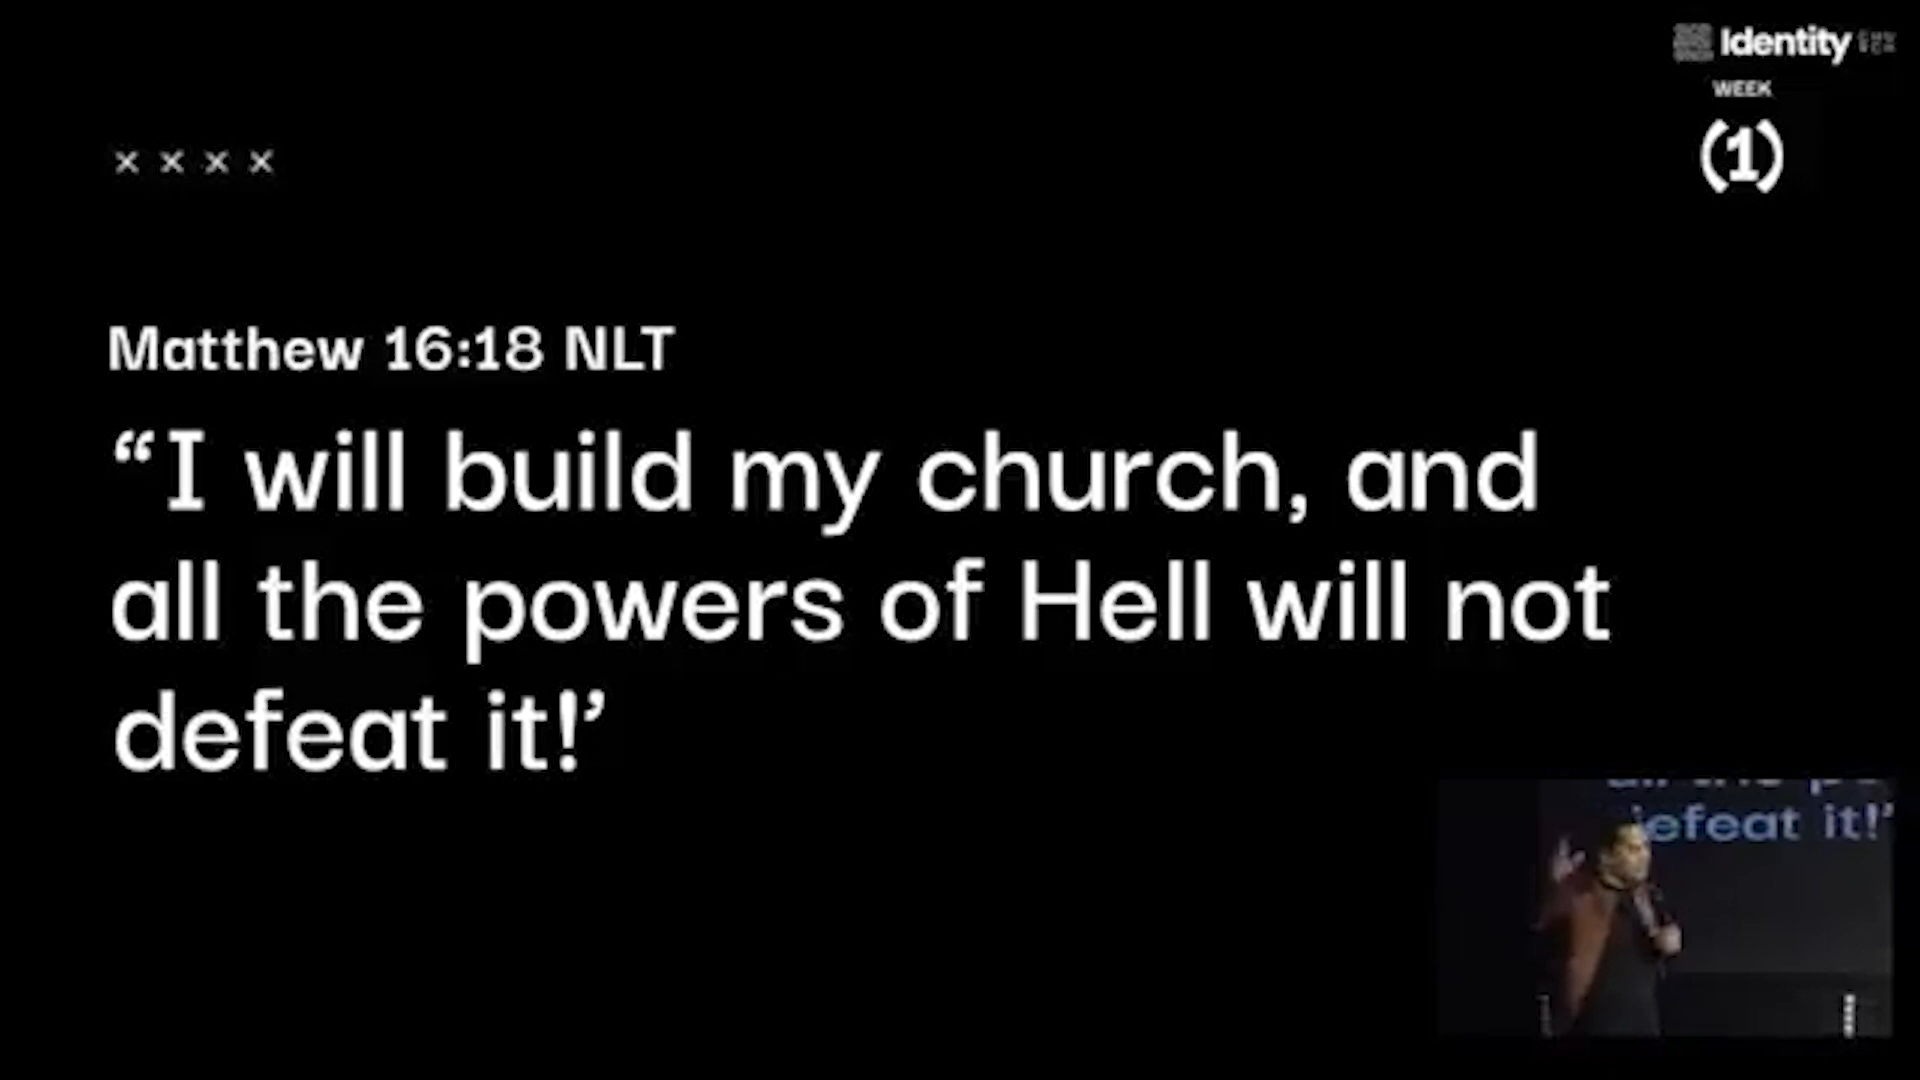 Identity
WEEK
(1)
× × × ×
Matthew 16:18 NLT
“I will build my church, and
all the powers of Hell will not
defeat it!’
efeat it!’